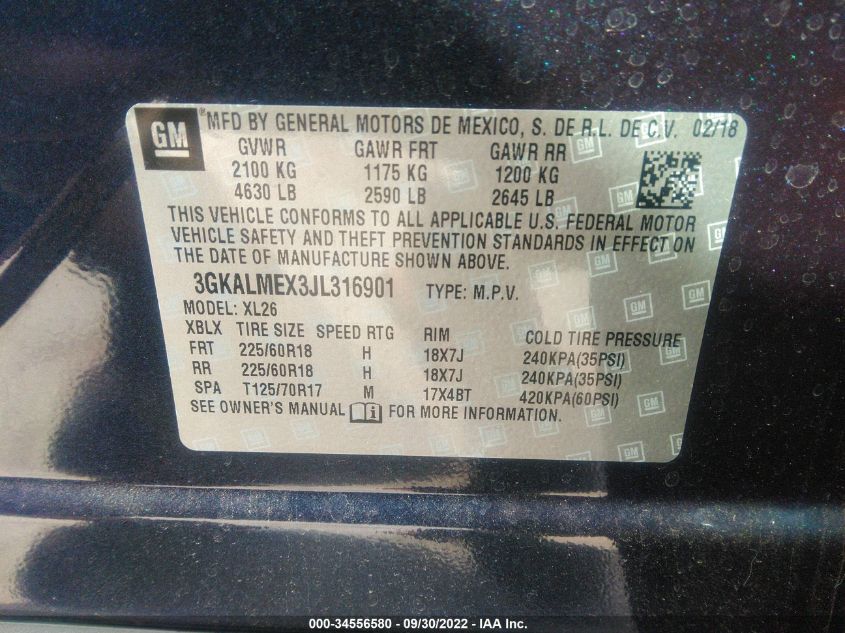 GM ® MFD BY GENERAL MOTORS DE MEXICO, S. DE R.L. DE C.V. 02/18
GVWR GAWR FRT GAWR RR
2100 KG 1175 KG 1200 KG
4630 LB 2590 LB 2645 LB
THIS VEHICLE CONFORMS TO ALL APPLICABLE U.S. FEDERAL MOTOR
VEHICLE SAFETY AND THEFT PREVENTION STANDARDS IN EFFECT ON
THE DATE OF MANUFACTURE SHOWN ABOVE.
3GKALMEX3JL316901 TYPE: M.P.V.
MODEL: XL26
XBLX TIRE SIZE SPEED RTG RIM COLD TIRE PRESSURE
FRT 225/60R18 H 18X7J 240KPA(35PSI)
RR 225/60R18 H 18X7J 240KPA(35PSI)
SPA T125/70R17 M 17X4BT 420KPA(60PSI)
SEE OWNER'S MANUAL i FOR MORE INFORMATION.
000-34556580 - 09/30/2022 - IAA Inc.